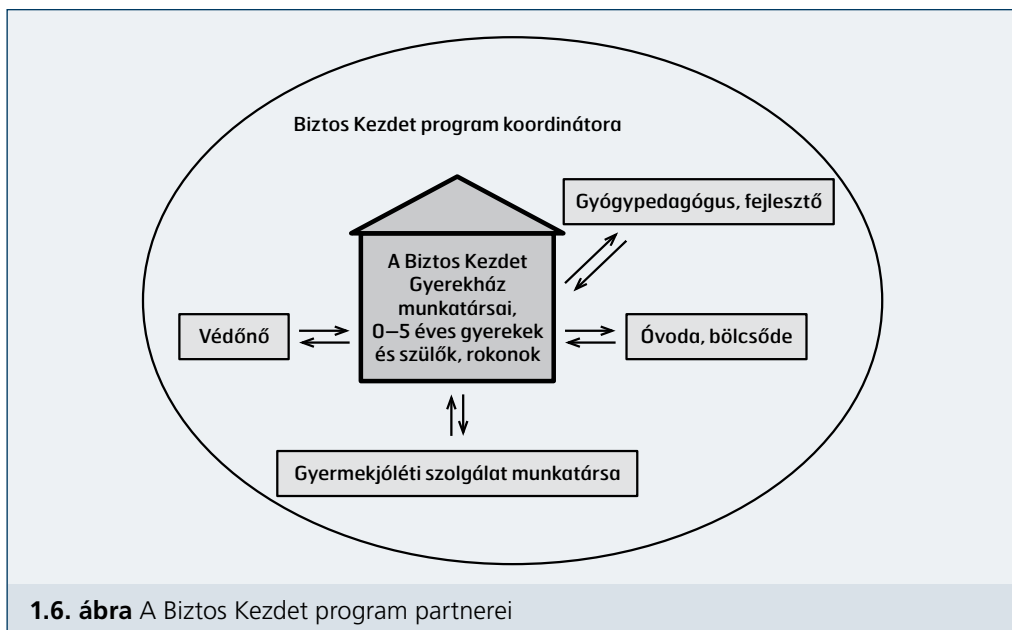 Biztos Kezdet program koordinátora
Gyógypedagógus, fejlesztő
A Biztos Kezdet
Gyerekház
munkatársai,
0–5 éves gyerekek
és szülők, rokonok
Védőnő
Óvoda, bölcsőde
Gyermekjóléti szolgálat munkatársa
1.6. ábra A Biztos Kezdet program partnerei